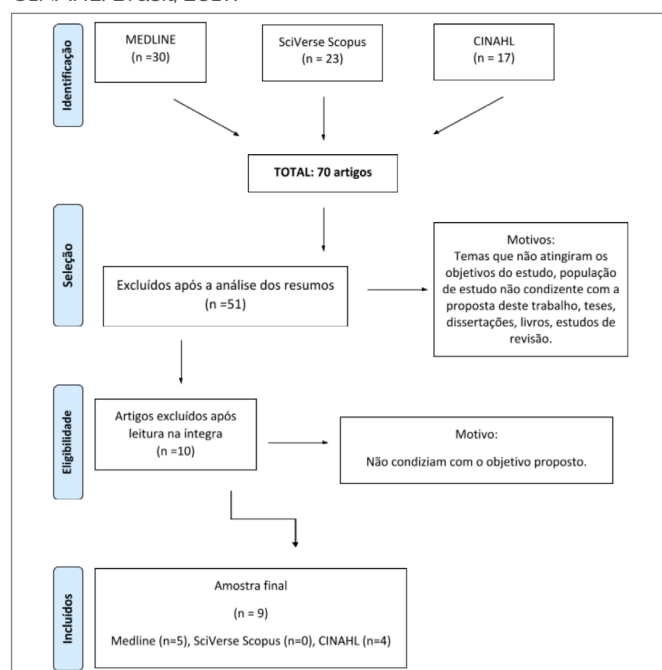 Identificação
MEDLINE
(n =30)
SciVerse Scopus
(n = 23)
CINAHL
(n = 17)
TOTAL: 70 artigos
Seleção
Excluídos após a análise dos resumos
(n =51)
Motivos:
Temas que não atingiram os
objetivos do estudo, população
de estudo não condizente com a
proposta deste trabalho, teses,
dissertações, livros, estudos de
revisão.
Eligibilidade
Artigos excluídos após
leitura na íntegra
(n =10)
Motivo:
Não condiziam com o objetivo proposto.
Incluídos
Amostra final
(n = 9)
Medline (n=5), SciVerse Scopus (n=0), CINAHL (n=4)